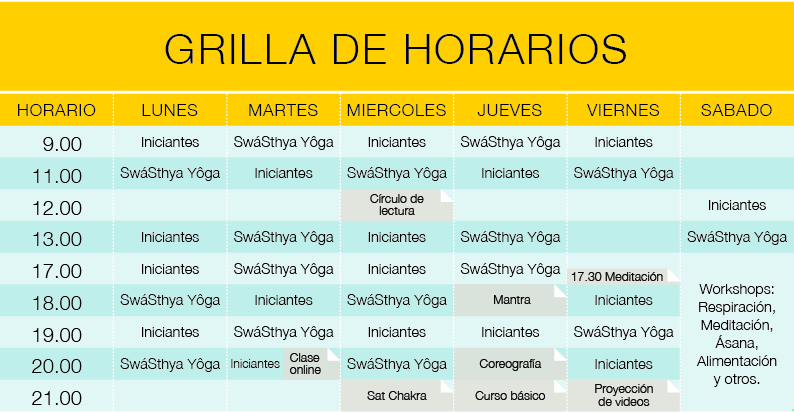 GRILLA DE HORARIOS
HORARIO LUNES MARTES MIERCOLES JUEVES VIERNES SABADO
9.00 Iniciantes SwáSthya Yôga Iniciantes SwáSthya Yôga Iniciantes
11.00 SwáSthya Yôga Iniciantes SwáSthya Yôga Iniciantes SwáSthya Yôga
12.00 Círculo de lectura Iniciantes
13.00 Iniciantes SwáSthya Yôga Iniciantes SwáSthya Yôga SwáSthya Yôga
17.00 Iniciantes SwáSthya Yôga Iniciantes SwáSthya Yôga 17.30 Meditación
18.00 SwáSthya Yôga Iniciantes SwáSthya Yôga Mantra Iniciantes
19.00 Iniciantes SwáSthya Yôga Iniciantes Iniciantes SwáSthya Yôga
20.00 SwáSthya Yôga Iniciantes Clase online SwáSthya Yôga Coreografía Iniciantes
21.00 Sat Chakra Curso básico Proyección de videos
Workshops:
Respiración,
Meditación,
Ásana,
Alimentación
y otros.